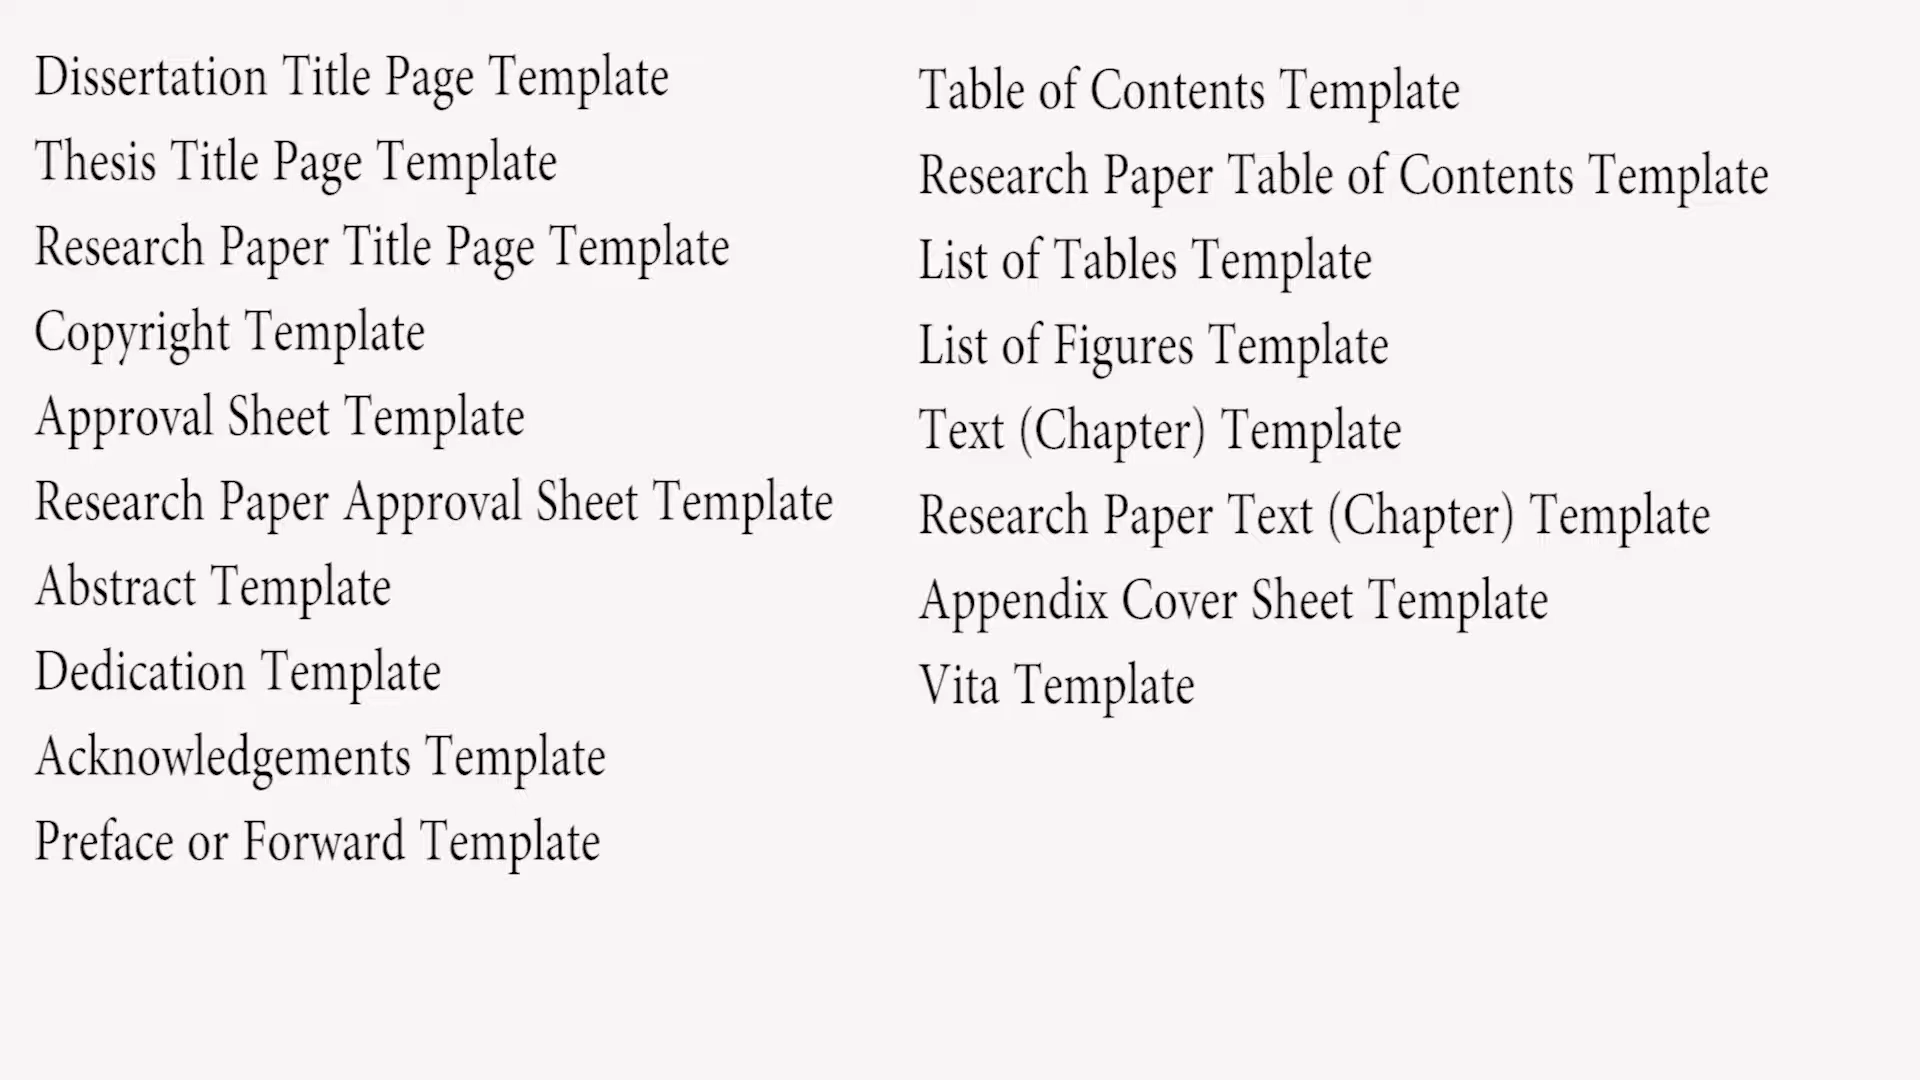 Dissertation Title Page Template
Thesis Title Page Template
Research Paper Title Page Template
Copyright Template
Approval Sheet Template
Research Paper Approval Sheet Template
Abstract Template
Dedication Template
Acknowledgements Template
Preface or Forward Template
Table of Contents Template
Research Paper Table of Contents Template
List of Tables Template
List of Figures Template
Text (Chapter) Template
Research Paper Text (Chapter) Template
Appendix Cover Sheet Template
Vita Template